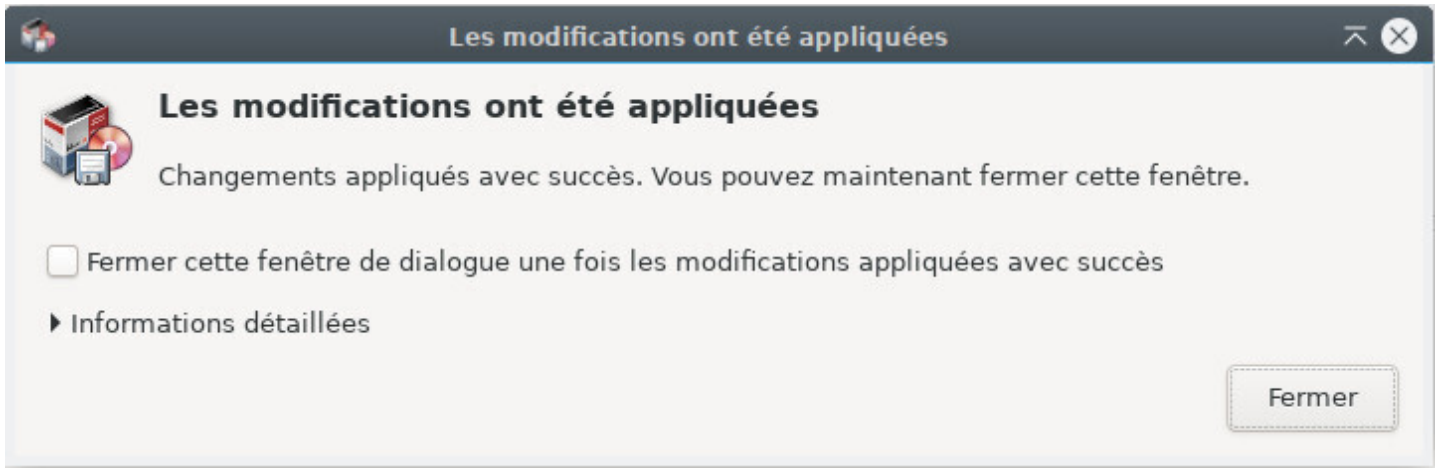 Les modifications ont été appliquées
Les modifications ont été appliquées
Changements appliqués avec succès. Vous pouvez maintenant fermer cette fenêtre.
Fermer cette fenêtre de dialogue une fois les modifications appliquées avec succès
Informations détaillées
Fermer